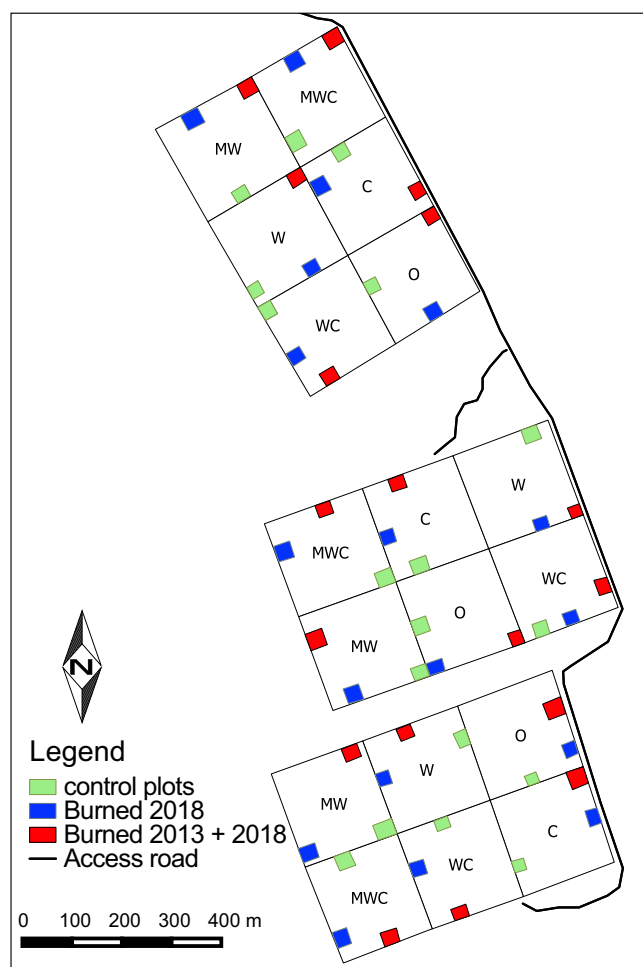 MWC
MW
C
W
O
WC
W
C
MWC
WC
O
MW
O
W
MW
C
WC
MWC
N
Legend
control plots
Burned 2018
Burned 2013 + 2018
Access road
0 100 200 300 400 m